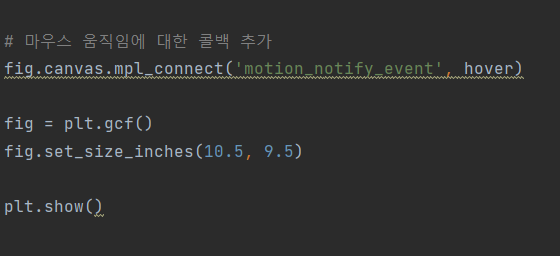 # 마우스 움직임에 대한 콜백 추가
fig.canvas.mpl_connect('motion_notify_event', hover)
fig = plt.gcf()
fig.set_size_inches(10.5, 9.5)
plt.show()